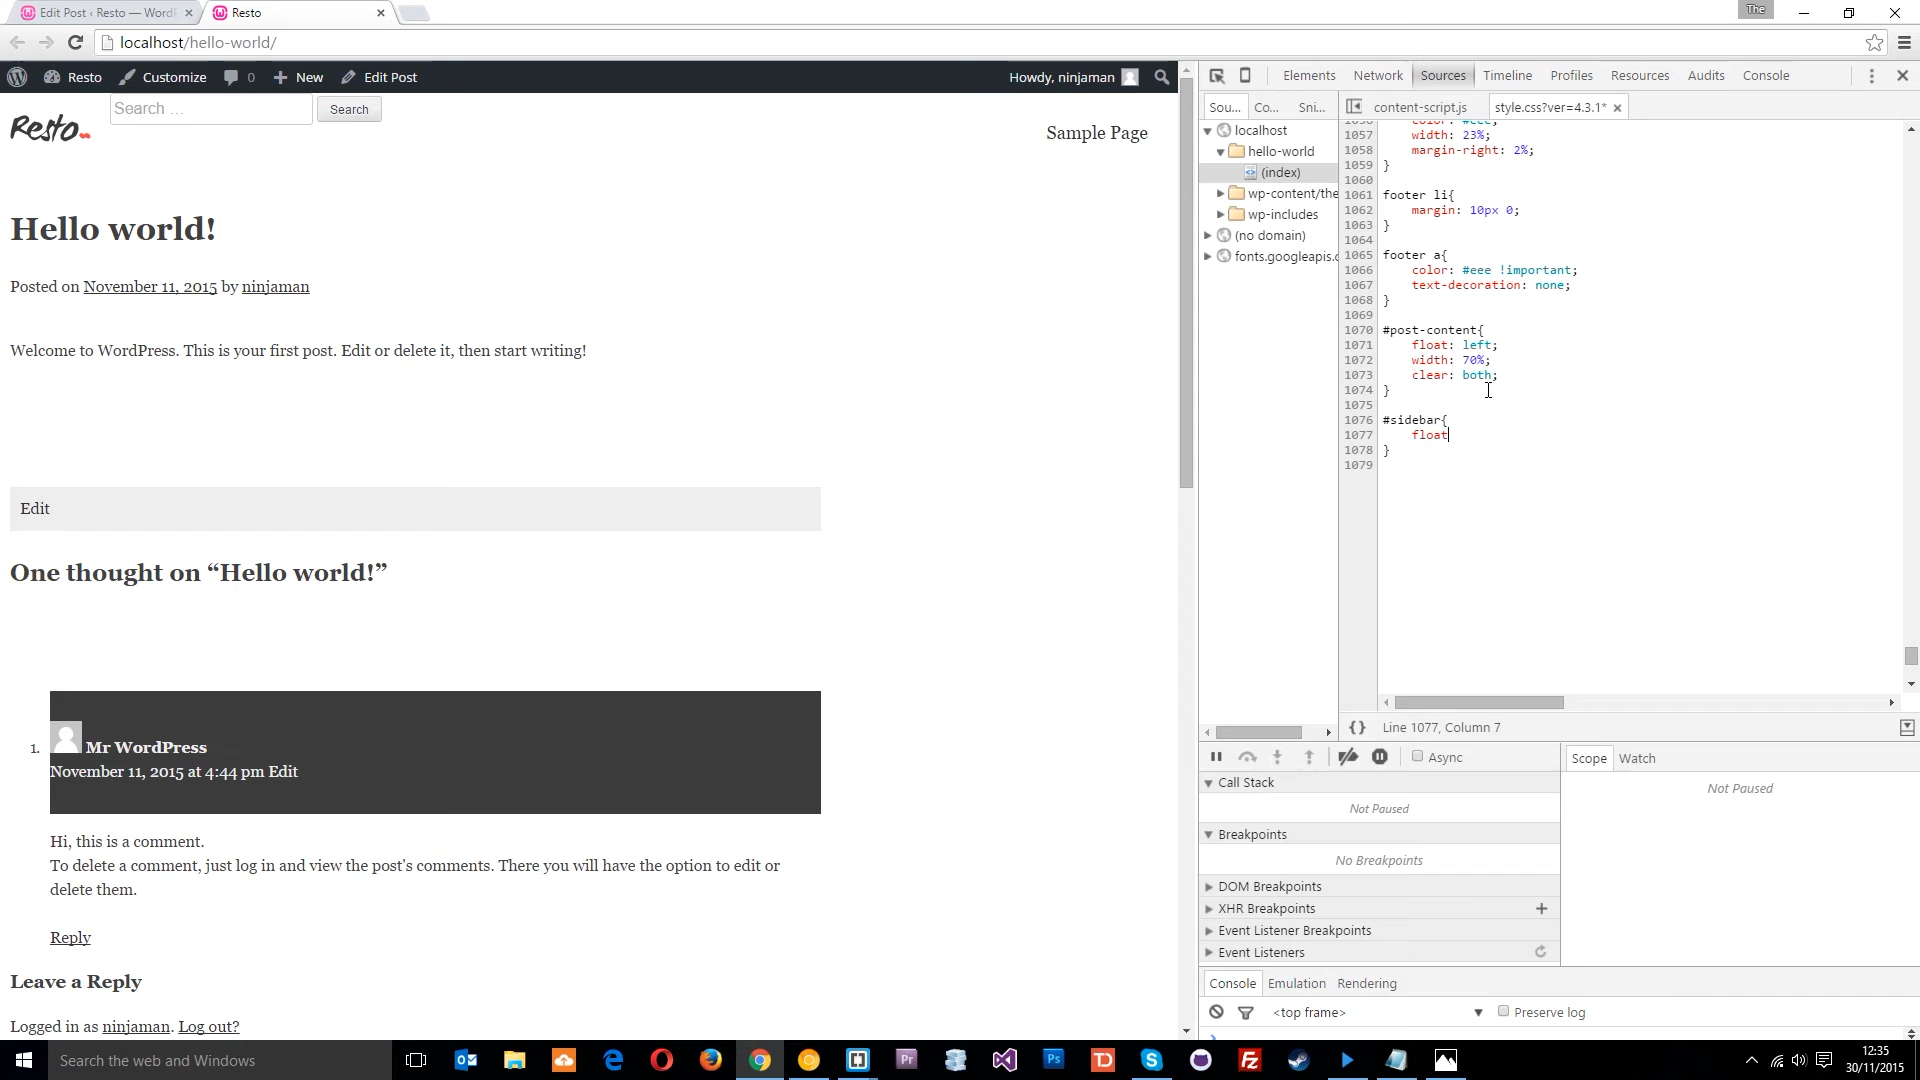 Edit Post ‹ Resto — WordP
Resto
The
localhost/hello-world/
Resto
Customize
0
New
Edit Post
Howdy, ninjaman
Search …
Search
Resto
Sample Page
Hello world!
Posted on November 11, 2015 by ninjaman
Welcome to WordPress. This is your first post. Edit or delete it, then start writing!
Edit
One thought on “Hello world!”
1.
Mr WordPress
November 11, 2015 at 4:44 pm Edit
Hi, this is a comment.
To delete a comment, just log in and view the post's comments. There you will have the option to edit or
delete them.
Reply
Leave a Reply
Logged in as ninjaman. Log out?
Elements Network Sources Timeline Profiles Resources Audits Console
Sou... Co... Sni...
content-script.js
style.css?ver=4.3.1*
localhost
hello-world
(index)
wp-content/the
wp-includes
(no domain)
fonts.googleapis.c
1056 color: #eee;
1057 width: 23%;
1058 margin-right: 2%;
1059 }
1060
1061 footer li{
1062 margin: 10px 0;
1063 }
1064
1065 footer a{
1066 color: #eee !important;
1067 text-decoration: none;
1068 }
1069
1070 #post-content{
1071 float: left;
1072 width: 70%;
1073 clear: both;
1074 }
1075
1076 #sidebar{
1077 float
1078 }
1079
{} Line 1077, Column 7
Async
Scope Watch
Call Stack
Not Paused
Not Paused
Breakpoints
No Breakpoints
DOM Breakpoints
XHR Breakpoints
Event Listener Breakpoints
Event Listeners
Console Emulation Rendering
<top frame>
Preserve log
Search the web and Windows
Pr
Ps
TD
12:35
30/11/2015